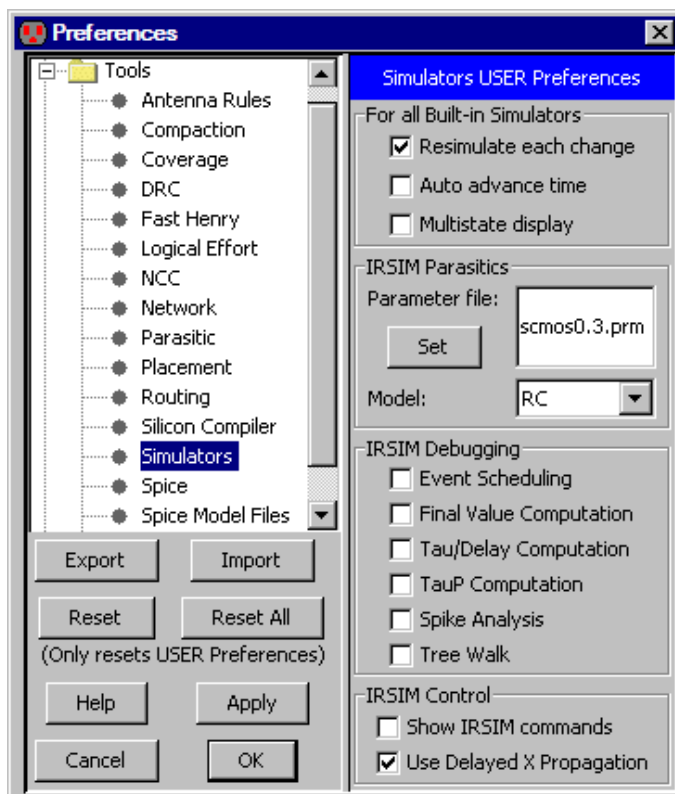 Preferences
Tools
Antenna Rules
Compaction
Coverage
DRC
Fast Henry
Logical Effort
NCC
Network
Parasitic
Placement
Routing
Silicon Compiler
Simulators
Spice
Spice Model Files
Export
Import
Reset
Reset All
(Only resets USER Preferences)
Help
Apply
Cancel
OK
Simulators USER Preferences
For all Built-in Simulators
Resimulate each change
Auto advance time
Multistate display
IRSIM Parasitics
Parameter file:
scmos0.3.prm
Set
Model:
RC
IRSIM Debugging
Event Scheduling
Final Value Computation
Tau/Delay Computation
TauP Computation
Spike Analysis
Tree Walk
IRSIM Control
Show IRSIM commands
Use Delayed X Propagation